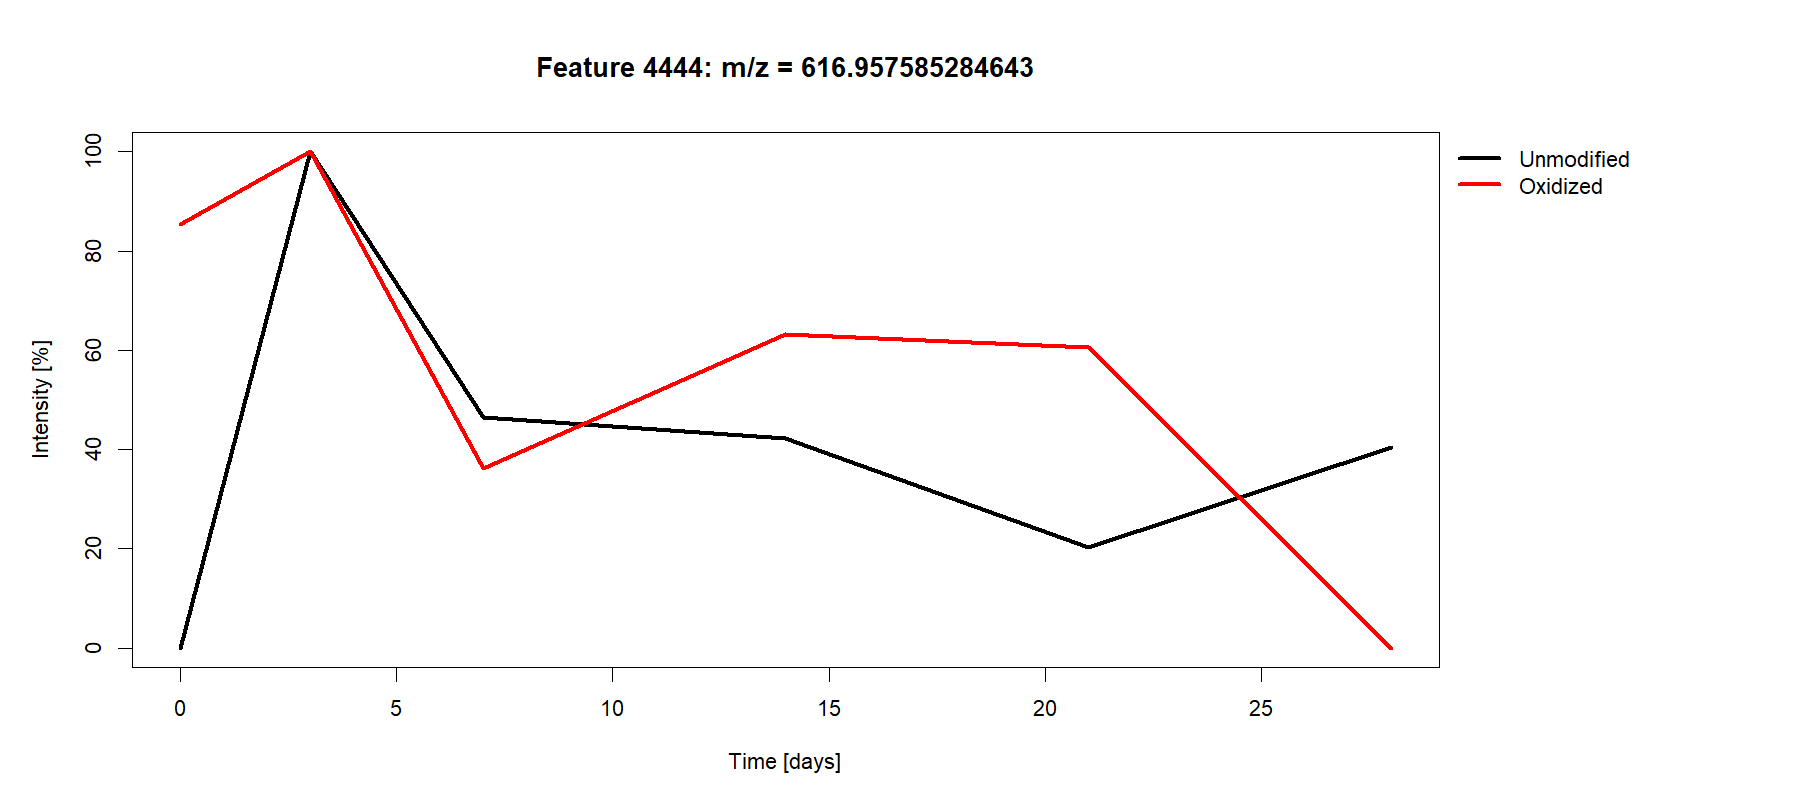 Feature 4444: m/z = 616.957585284643
100
80
60
40
20
0
Intensity [%]
Unmodified
Oxidized
0 5 10 15 20 25
Time [days]